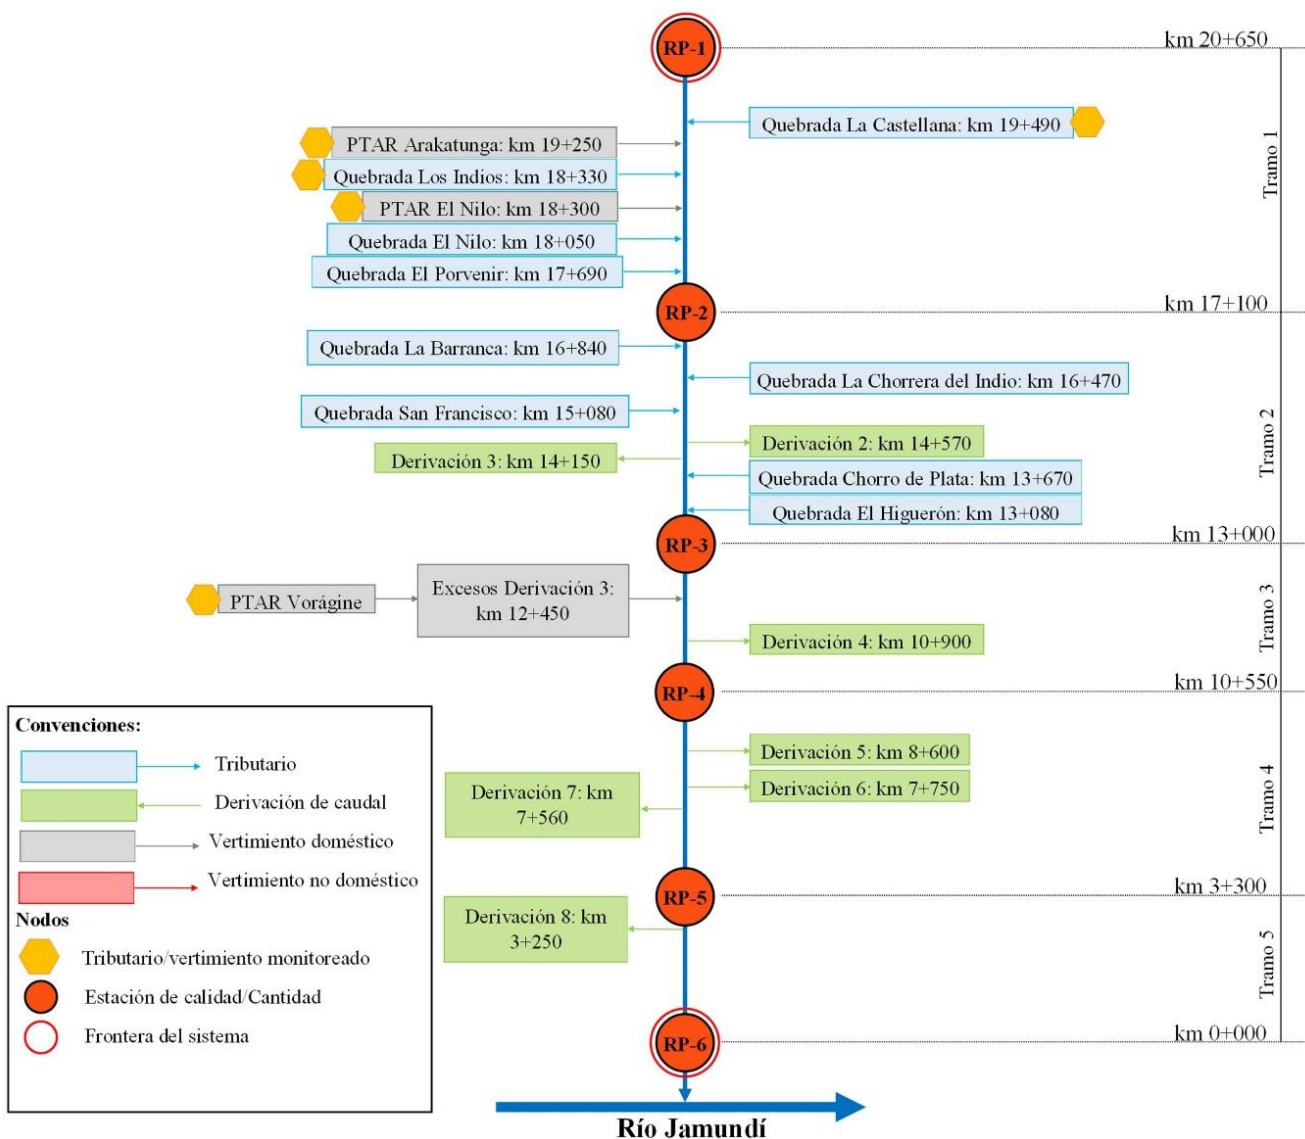 RP-1
km 20+650
Quebrada La Castellana: km 19+490
PTAR Arakatunga: km 19+250
Quebrada Los Indios: km 18+330
PTAR El Nilo: km 18+300
Quebrada El Nilo: km 18+050
Quebrada El Porvenir: km 17+690
Tramo 1
RP-2
km 17+100
Quebrada La Barranca: km 16+840
Quebrada La Chorrera del Indio: km 16+470
Quebrada San Francisco: km 15+080
Derivación 2: km 14+570
Derivación 3: km 14+150
Quebrada Chorro de Plata: km 13+670
Quebrada El Higuerón: km 13+080
Tramo 2
RP-3
km 13+000
PTAR Vorágine
Excesos Derivación 3:
km 12+450
Derivación 4: km 10+900
Tramo 3
RP-4
km 10+550
Derivación 5: km 8+600
Derivación 6: km 7+750
Derivación 7: km
7+560
Tramo 4
RP-5
km 3+300
Derivación 8: km
3+250
Tramo 5
RP-6
km 0+000
Río Jamundí
Convenciones:
Tributario
Derivación de caudal
Vertimiento doméstico
Vertimiento no doméstico
Nodos
Tributario/vertimiento monitoreado
Estación de calidad/Cantidad
Frontera del sistema